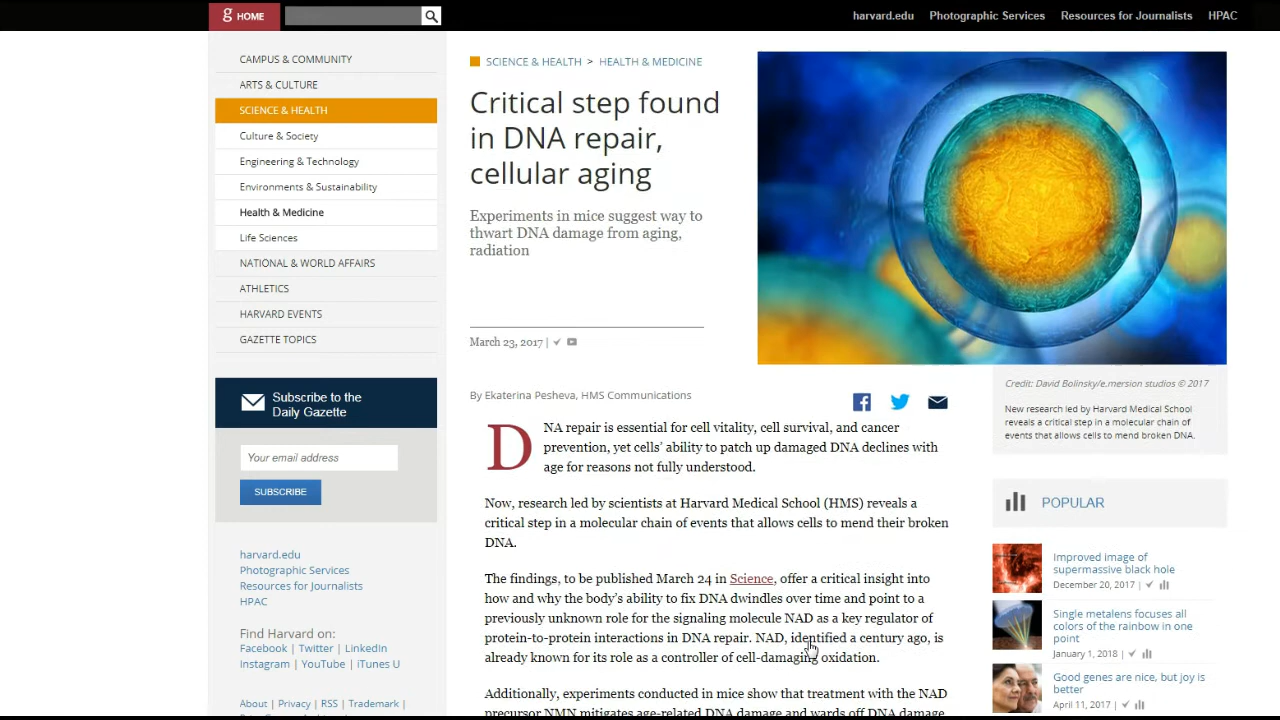 g HOME
harvard.edu Photographic Services Resources for Journalists HPAC
CAMPUS & COMMUNITY
ARTS & CULTURE
SCIENCE & HEALTH
Culture & Society
Engineering & Technology
Environments & Sustainability
Health & Medicine
Life Sciences
NATIONAL & WORLD AFFAIRS
ATHLETICS
HARVARD EVENTS
GAZETTE TOPICS
Subscribe to the
Daily Gazette
Your email address
SUBSCRIBE
harvard.edu
Photographic Services
Resources for Journalists
HPAC
Find Harvard on:
Facebook | Twitter | LinkedIn
Instagram | YouTube | iTunes U
About | Privacy | RSS | Trademark |
SCIENCE & HEALTH > HEALTH & MEDICINE
Critical step found
in DNA repair,
cellular aging
Experiments in mice suggest way to
thwart DNA damage from aging,
radiation
March 23, 2017 |
By Ekaterina Pesheva, HMS Communications
DNA repair is essential for cell vitality, cell survival, and cancer
prevention, yet cells' ability to patch up damaged DNA declines with
age for reasons not fully understood.
Now, research led by scientists at Harvard Medical School (HMS) reveals a
critical step in a molecular chain of events that allows cells to mend their broken
DNA.
The findings, to be published March 24 in Science, offer a critical insight into
how and why the body's ability to fix DNA dwindles over time and point to a
previously unknown role for the signaling molecule NAD as a key regulator of
protein-to-protein interactions in DNA repair. NAD, identified a century ago, is
already known for its role as a controller of cell-damaging oxidation.
Additionally, experiments conducted in mice show that treatment with the NAD
precursor NMN mitigates age-related DNA damage and wards off DNA damage
Credit: David Bolinsky/e.mersion studios © 2017
New research led by Harvard Medical School
reveals a critical step in a molecular chain of
events that allows cells to mend broken DNA.
POPULAR
Improved image of
supermassive black hole
December 20, 2017 |
Single metalens focuses all
colors of the rainbow in one
point
January 1, 2018 |
Good genes are nice, but joy is
better
April 11, 2017 |